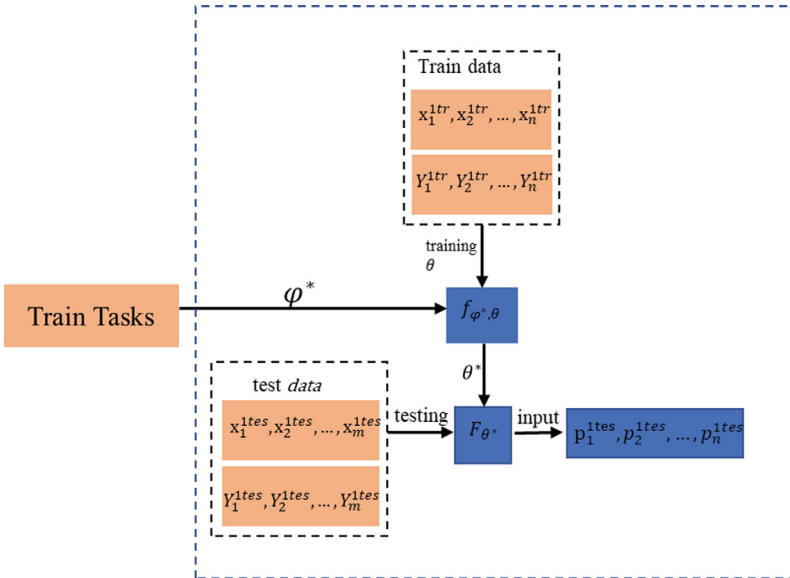 Train data
x₁¹ᵗʳ, x₂¹ᵗʳ, ..., xₙ¹ᵗʳ
Y₁¹ᵗʳ, Y₂¹ᵗʳ, ..., Yₙ¹ᵗʳ
training
θ
Train Tasks
φ*
f_φ*,θ
θ*
test data
x₁¹ᵗᵉˢ, x₂¹ᵗᵉˢ, ..., xₘ¹ᵗᵉˢ
Y₁¹ᵗᵉˢ, Y₂¹ᵗᵉˢ, ..., Yₘ¹ᵗᵉˢ
testing
F_θ*
input
p₁¹ᵗᵉˢ, p₂¹ᵗᵉˢ, ..., pₙ¹ᵗᵉˢ